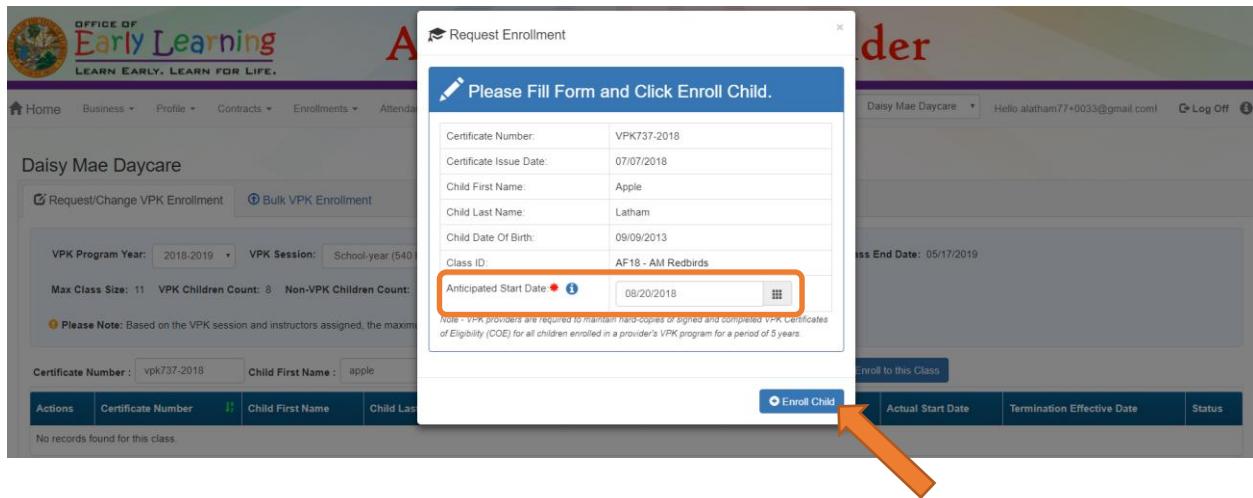 OFFICE OF
Early Learning
LEARN EARLY. LEARN FOR LIFE.
A
der
Home Business Profile Contracts Enrollments
Daisy Mae Daycare Hello alatham77+0033@gmail.com! Log Off
Daisy Mae Daycare
Request/Change VPK Enrollment Bulk VPK Enrollment
VPK Program Year: 2018-2019 VPK Session: School-year (540
End Date: 05/17/2019
Max Class Size: 11 VPK Children Count: 8 Non-VPK Children Count:
Please Note: Based on the VPK session and instructors assigned, the
Certificate Number : vpk737-2018 Child First Name : apple
Enroll to this Class
Actions Certificate Number Child First Name Child
Actual Start Date Termination Effective Date Status
No records found for this class.
Request Enrollment ×
Please Fill Form and Click Enroll Child.
Certificate Number: VPK737-2018
Certificate Issue Date: 07/07/2018
Child First Name: Apple
Child Last Name: Latham
Child Date Of Birth: 09/09/2013
Class ID: AF18 - AM Redbirds
Anticipated Start Date: 08/20/2018
Note - VPK providers are required to maintain hard-copies of signed and completed VPK Certificates
of Eligibility (COE) for all children enrolled in a provider's VPK program for a period of 5 years.
Enroll Child